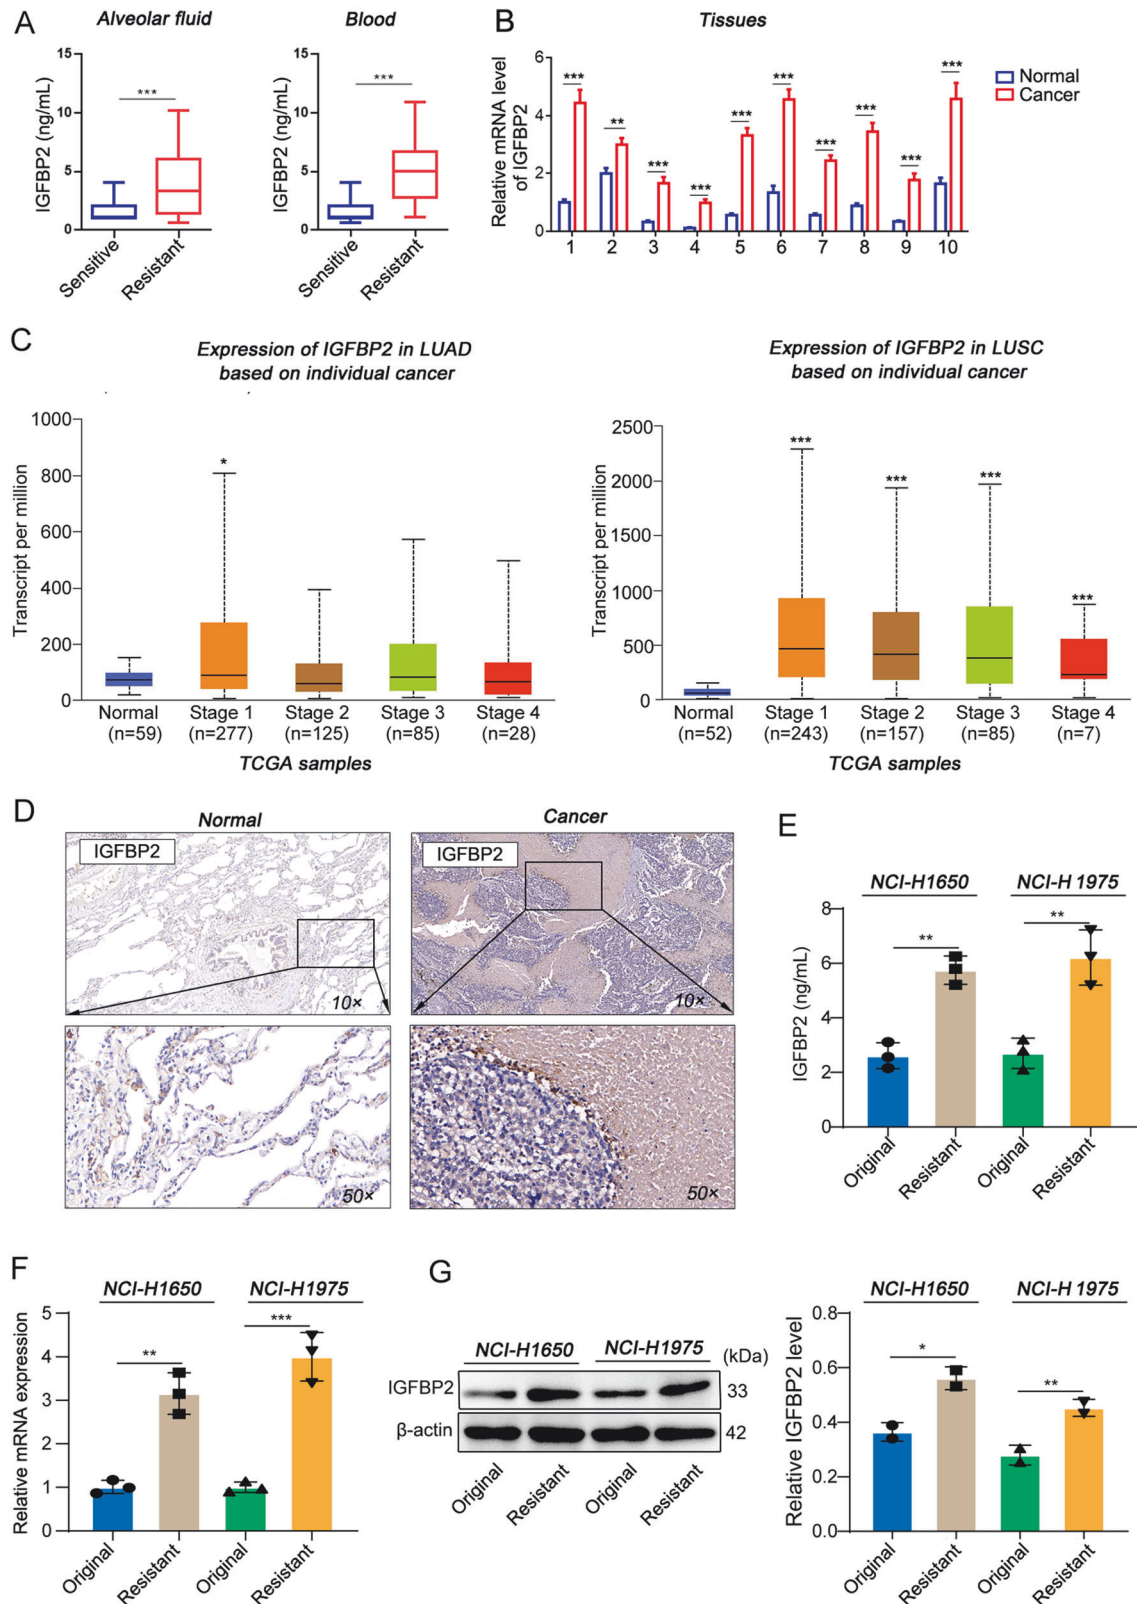 A
Alveolar fluid
Blood
IGFBP2 (ng/mL)
15
10
5
0
***
Sensitive
Resistant
IGFBP2 (ng/mL)
15
10
5
0
***
Sensitive
Resistant
B
Tissues
Relative mRNA level
of IGFBP2
6
4
2
0
*** ** *** *** *** *** *** *** *** ***
1 2 3 4 5 6 7 8 9 10
Normal
Cancer
C
Expression of IGFBP2 in LUAD
based on individual cancer
Transcript per million
1000
800
600
400
200
0
*
Normal Stage 1 Stage 2 Stage 3 Stage 4
(n=59) (n=277) (n=125) (n=85) (n=28)
TCGA samples
Expression of IGFBP2 in LUSC
based on individual cancer
Transcript per million
2500
2000
1500
1000
500
0
*** *** *** ***
Normal Stage 1 Stage 2 Stage 3 Stage 4
(n=52) (n=243) (n=157) (n=85) (n=7)
TCGA samples
D
Normal
Cancer
IGFBP2
10×
IGFBP2
10×
50×
50×
E
NCI-H1650 NCI-H 1975
IGFBP2 (ng/mL)
8
6
4
2
0
** **
Original
Resistant
Original
Resistant
F
NCI-H1650 NCI-H1975
Relative mRNA expression
5
4
3
2
1
0
** ***
Original
Resistant
Original
Resistant
G
NCI-H1650 NCI-H1975 (kDa)
IGFBP2 33
β-actin 42
Original
Resistant
Original
Resistant
NCI-H1650 NCI-H 1975
Relative IGFBP2 level
0.8
0.6
0.4
0.2
0.0
* **
Original
Resistant
Original
Resistant